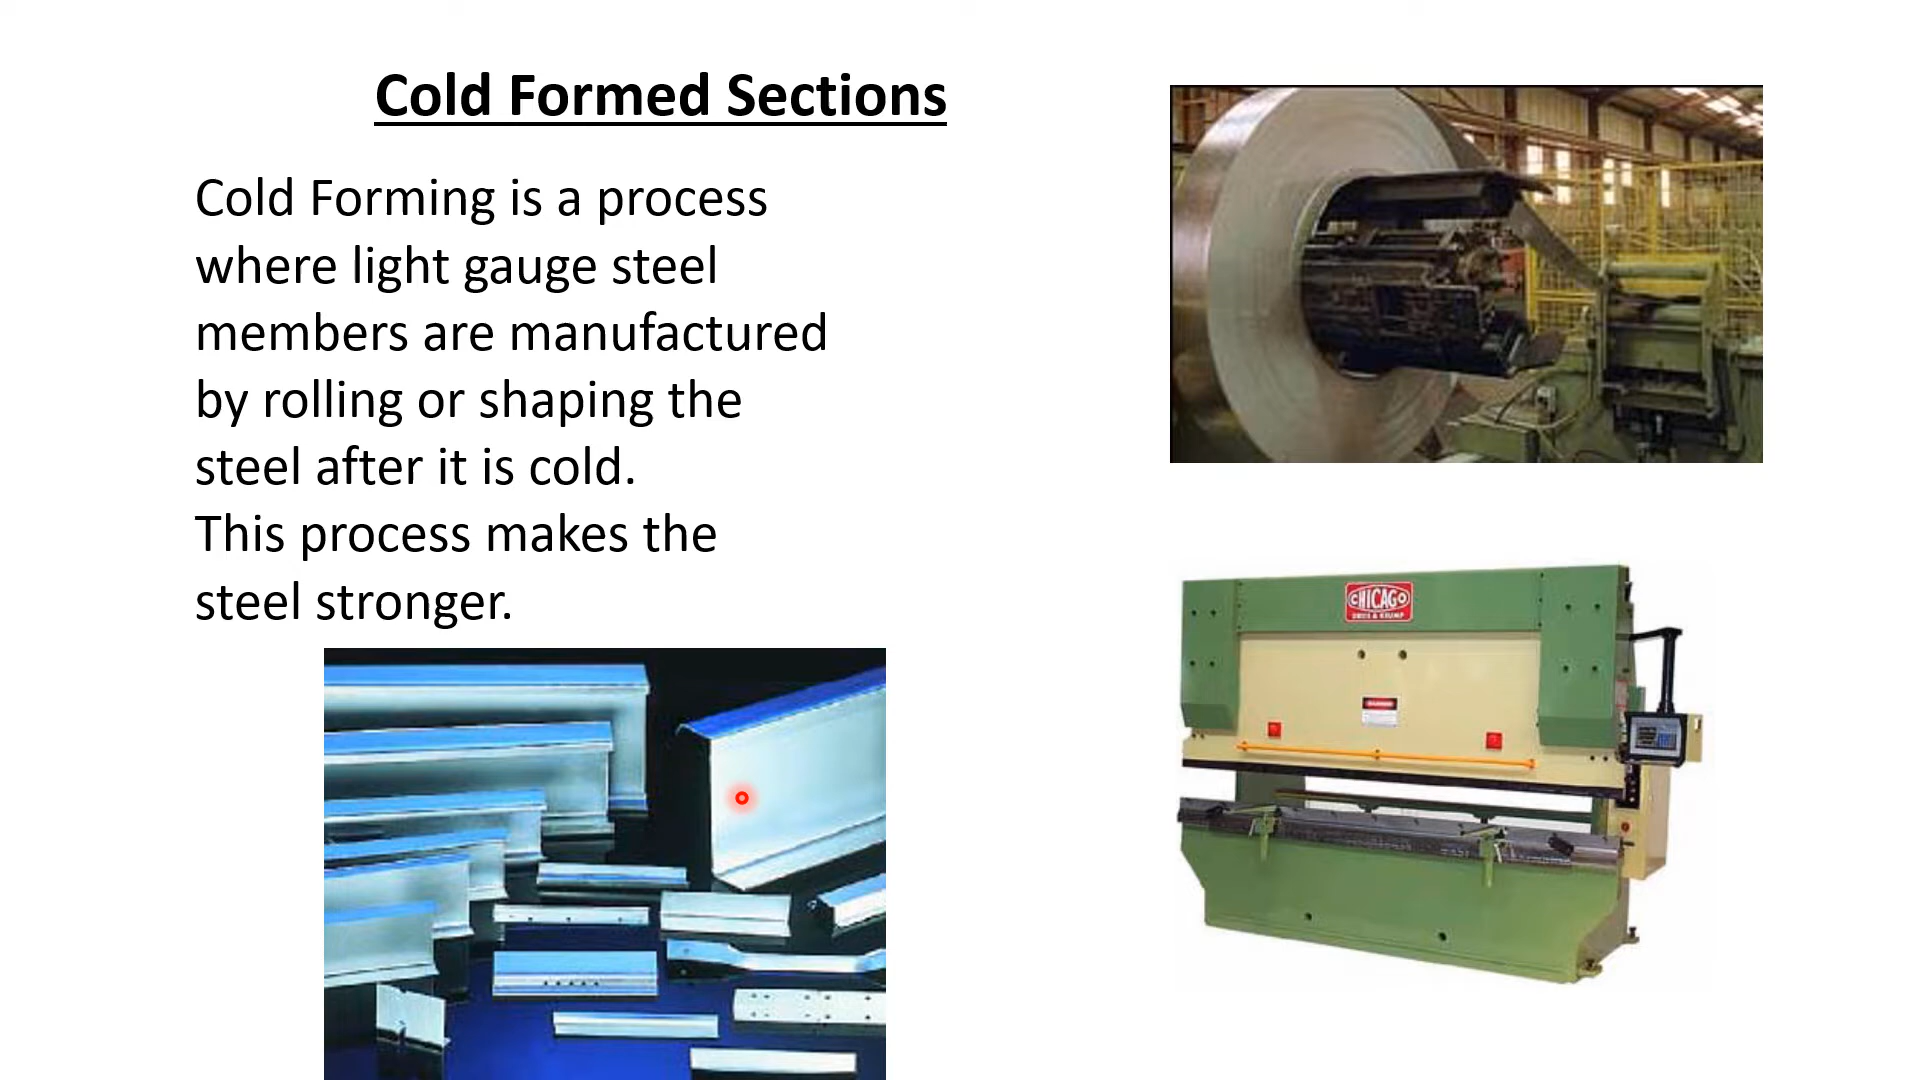 Cold Formed Sections
Cold Forming is a process
where light gauge steel
members are manufactured
by rolling or shaping the
steel after it is cold.
This process makes the
steel stronger.
CHICAGO